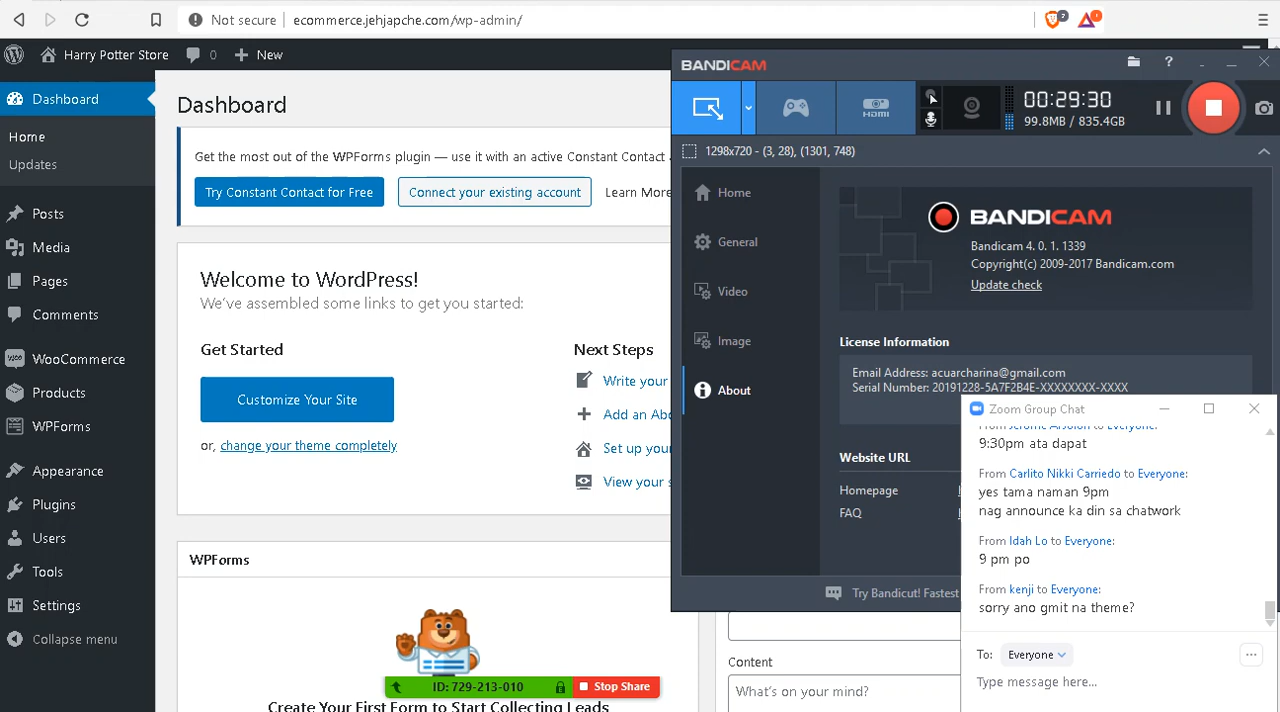 Not secure
ecommerce.jehjapche.com/wp-admin/
2
1
Harry Potter Store
0
New
Dashboard
Home
Updates
Posts
Media
Pages
Comments
WooCommerce
Products
WPForms
Appearance
Plugins
Users
Tools
Settings
Collapse menu
Dashboard
Get the most out of the WPForms plugin — use it with an active Constant Contact
Try Constant Contact for Free
Connect your existing account
Learn More
Welcome to WordPress!
We've assembled some links to get you started:
Get Started
Customize Your Site
or, change your theme completely
Next Steps
Write your
Add an Abo
Set up your
View your s
WPForms
Create Your First Form to Start Collecting Leads
ID: 729-213-010
Stop Share
Content
What's on your mind?
BANDICAM
HDMI
00:29:30
99.8MB / 835.4GB
1298x720 - (3, 28), (1301, 748)
Home
General
Video
Image
About
BANDICAM
Bandicam 4. 0. 1. 1339
Copyright(c) 2009-2017 Bandicam.com
Update check
License Information
Email Address: acuarcharina@gmail.com
Serial Number: 20191228-5A7F2B4E-XXXXXXXX-XXXX
Website URL
Homepage
FAQ
Try Bandicut! Fastest
Zoom Group Chat
From Jerome Arsolon to Everyone:
9:30pm ata dapat
From Carlito Nikki Carriedo to Everyone:
yes tama naman 9pm
nag announce ka din sa chatwork
From Idah Lo to Everyone:
9 pm po
From kenji to Everyone:
sorry ano gmit na theme?
To: Everyone
Type message here...